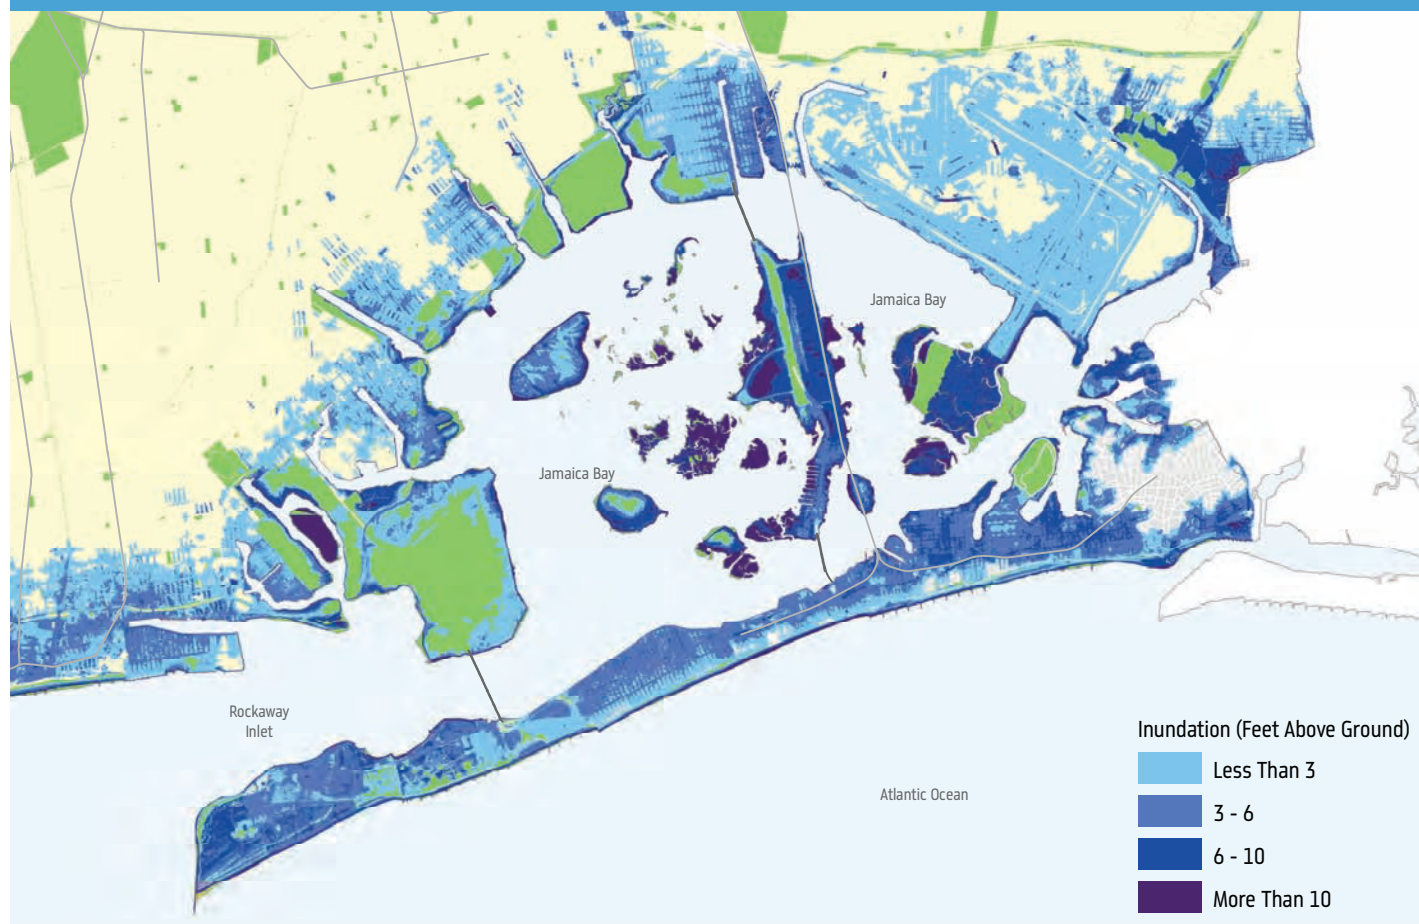 Jamaica Bay
Jamaica Bay
Rockaway
Inlet
Atlantic Ocean
Inundation (Feet Above Ground)
Less Than 3
3 - 6
6 - 10
More Than 10